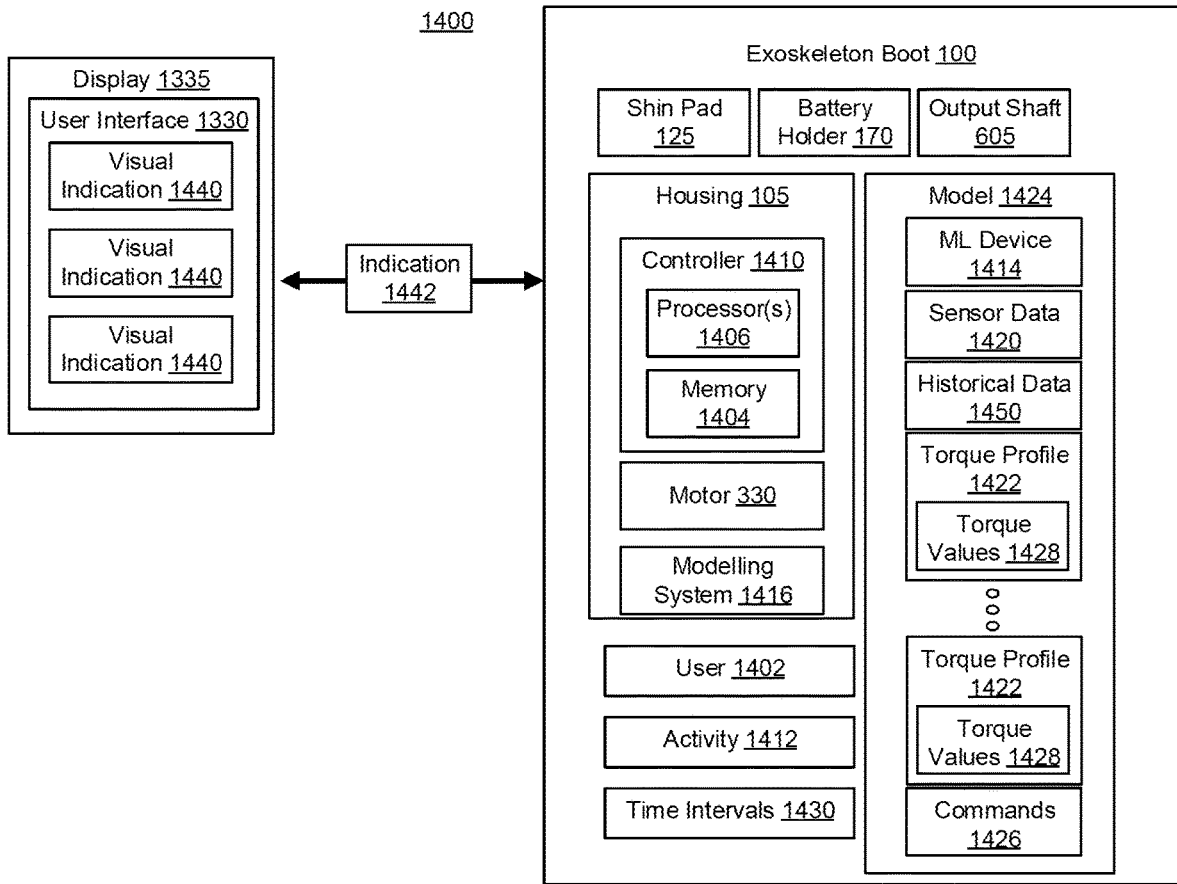 1400
Display 1335
User Interface 1330
Visual
Indication 1440
Visual
Indication 1440
Visual
Indication 1440
Indication
1442
Exoskeleton Boot 100
Shin Pad
125
Battery
Holder 170
Output Shaft
605
Housing 105
Controller 1410
Processor(s)
1406
Memory
1404
Motor 330
Modelling
System 1416
User 1402
Activity 1412
Time Intervals 1430
Model 1424
ML Device
1414
Sensor Data
1420
Historical Data
1450
Torque Profile
1422
Torque
Values 1428
Torque Profile
1422
Torque
Values 1428
Commands
1426